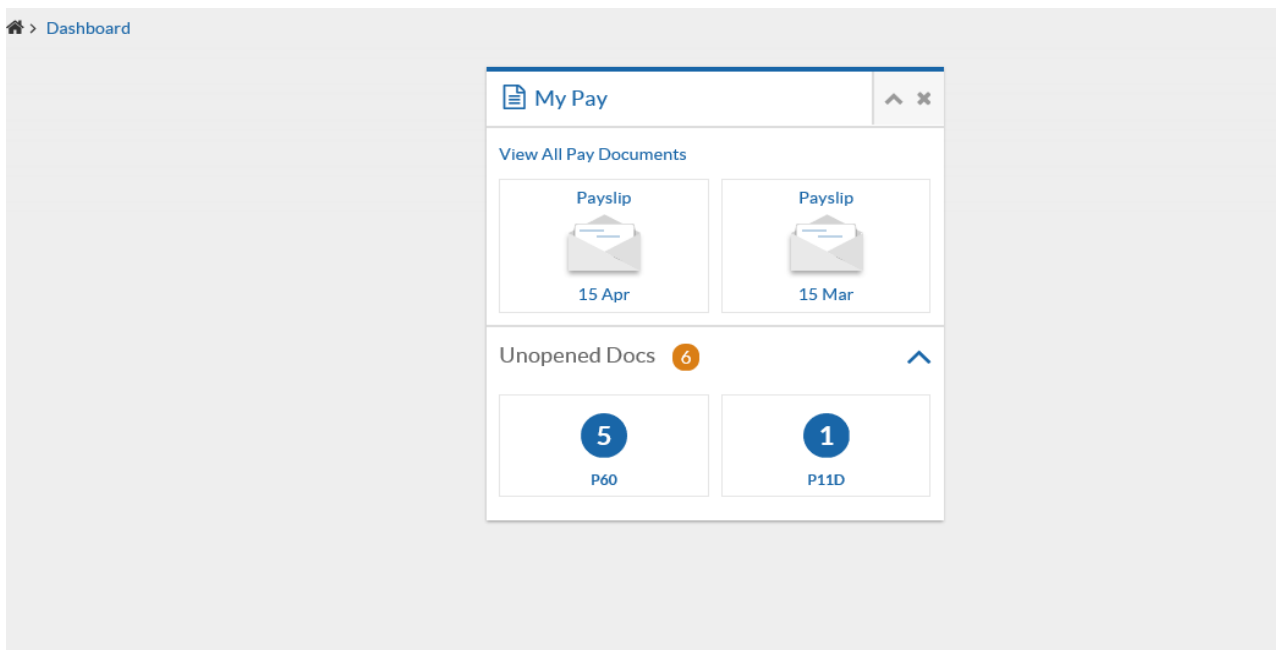 > Dashboard
My Pay
View All Pay Documents
Payslip
15 Apr
Payslip
15 Mar
Unopened Docs 6
5
P60
1
P11D